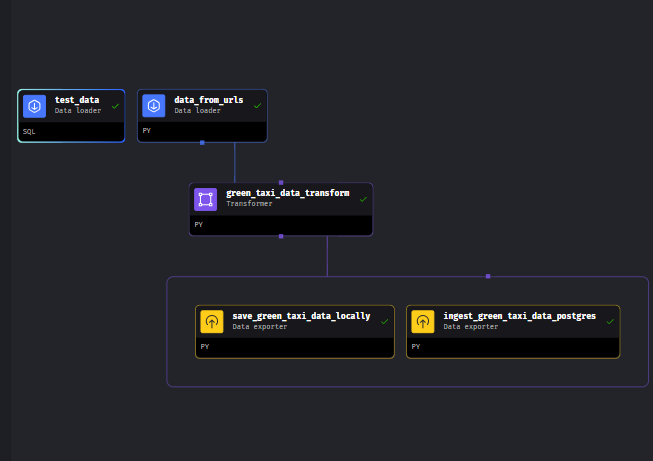 test_data
Data loader
SQL
data_from_urls
Data loader
PY
green_taxi_data_transform
Transformer
PY
save_green_taxi_data_locally
Data exporter
PY
ingest_green_taxi_data_postgres
Data exporter
PY